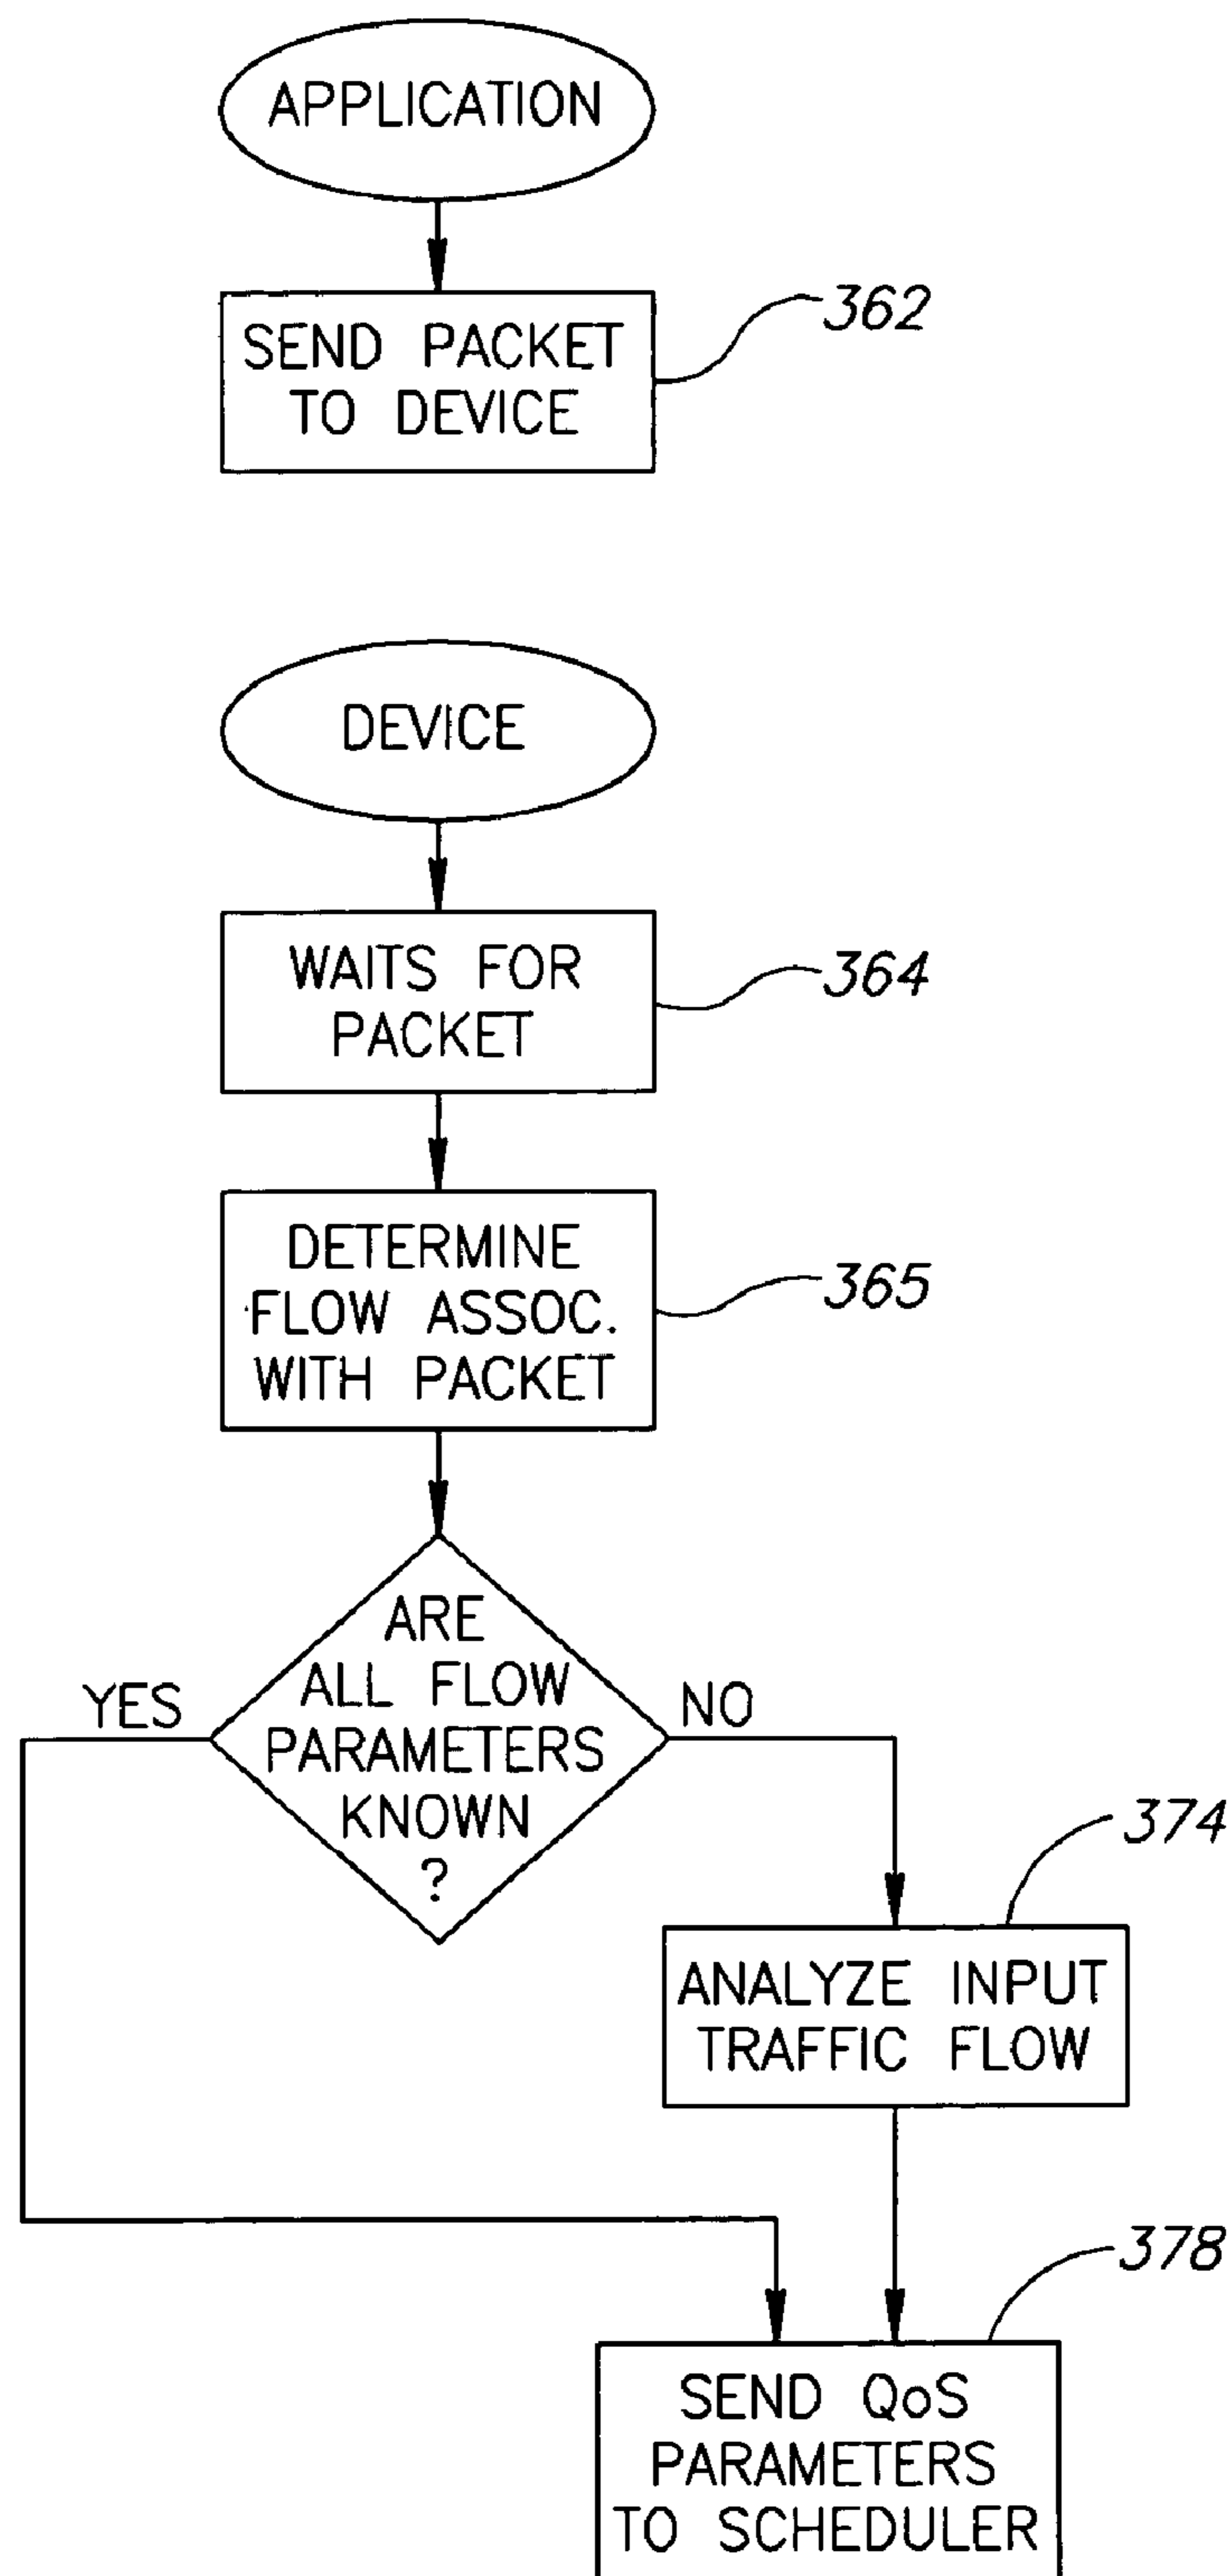 APPLICATION
SEND PACKET
TO DEVICE
362
DEVICE
WAITS FOR
PACKET
364
DETERMINE
FLOW ASSOC.
WITH PACKET
365
ARE
ALL FLOW
PARAMETERS
KNOWN
?
YES
NO
374
ANALYZE INPUT
TRAFFIC FLOW
378
SEND QoS
PARAMETERS
TO SCHEDULER